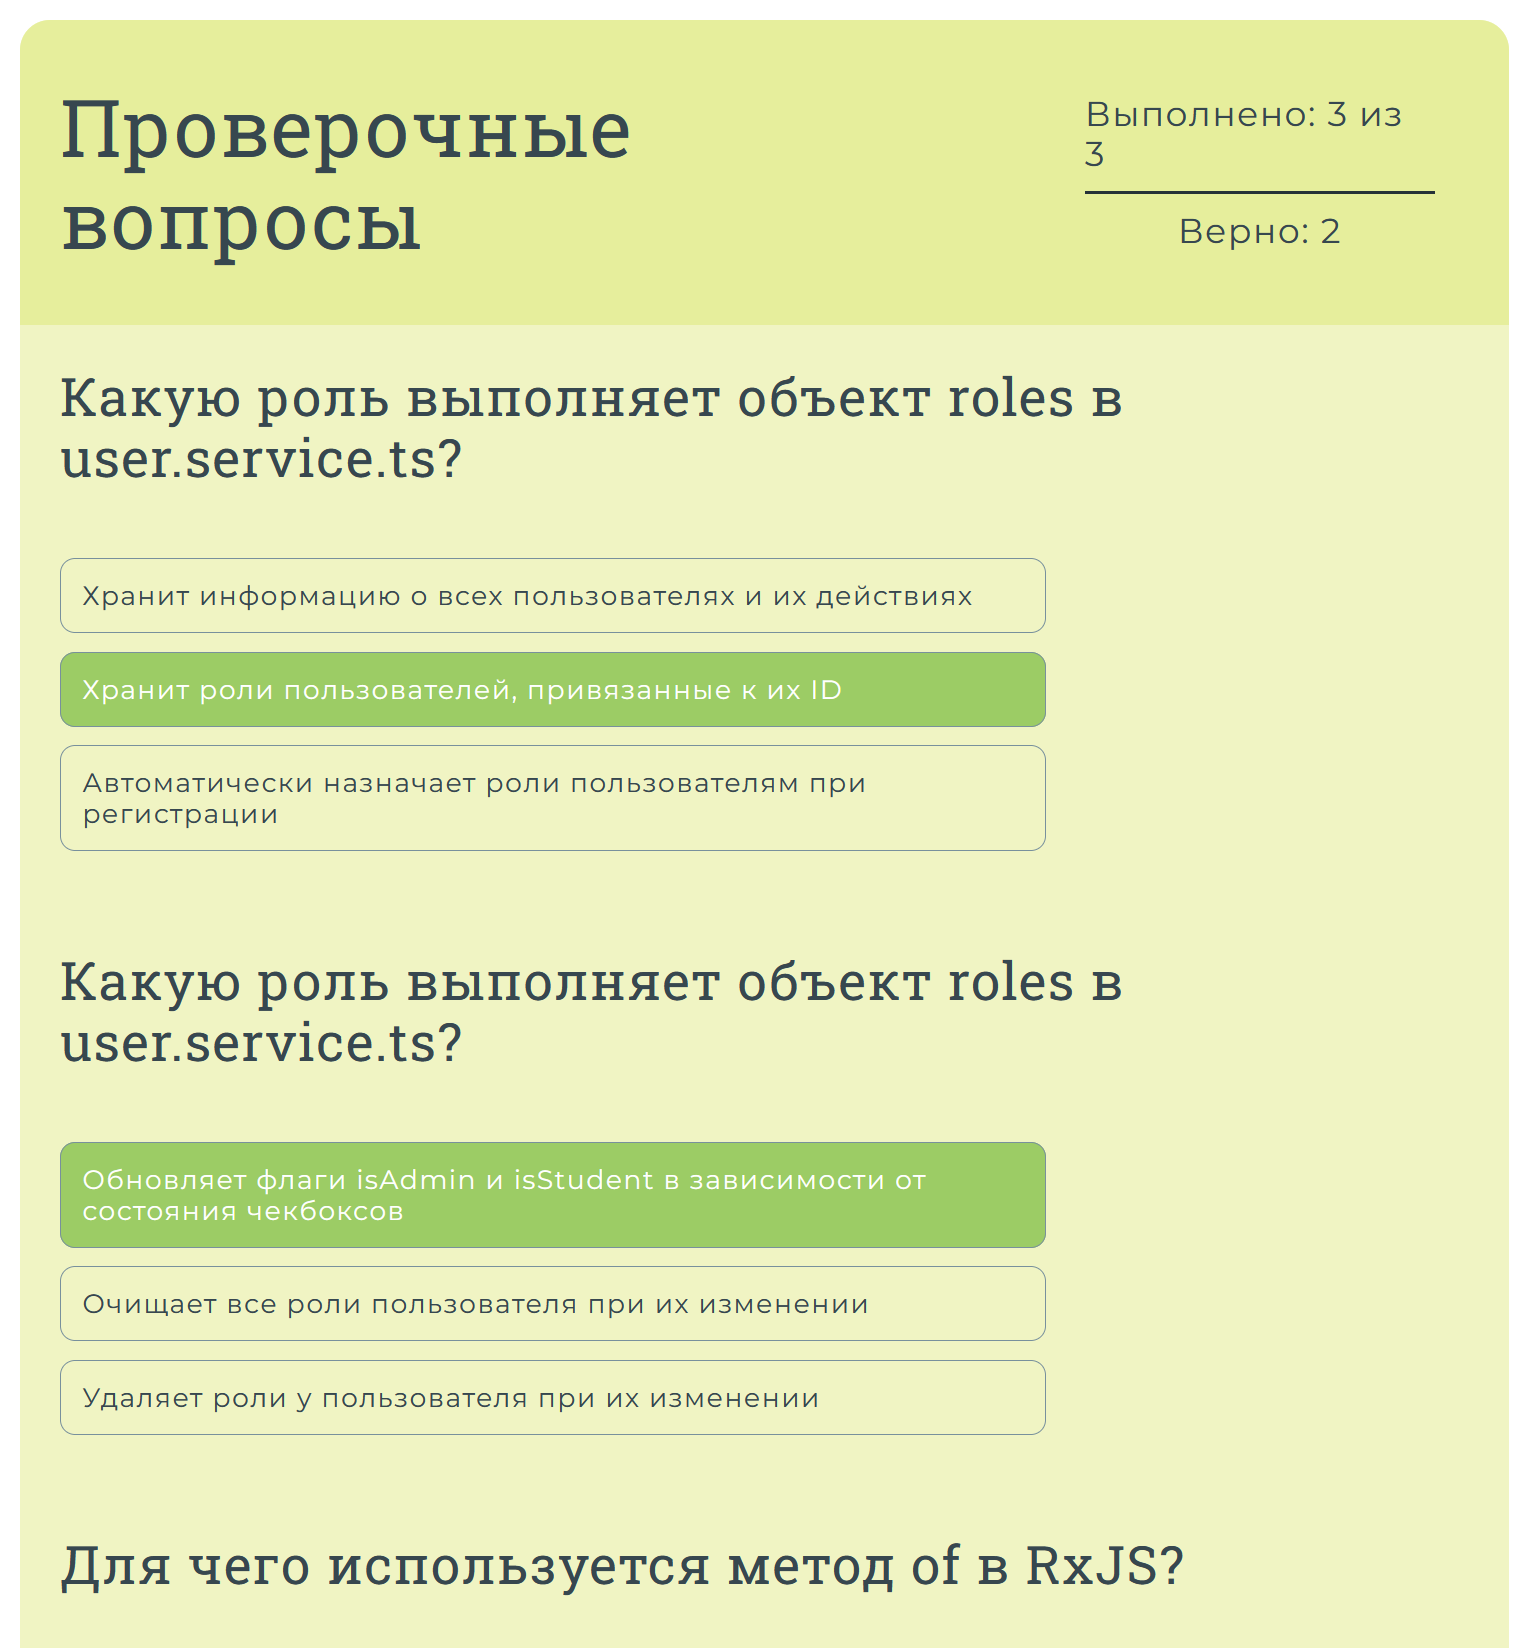 Проверочные
вопросы
Выполнено: 3 из
3
Верно: 2
Какую роль выполняет объект roles в
user.service.ts?
Хранит информацию о всех пользователях и их действиях
Хранит роли пользователей, привязанные к их ID
Автоматически назначает роли пользователям при
регистрации
Какую роль выполняет объект roles в
user.service.ts?
Обновляет флаги isAdmin и isStudent в зависимости от
состояния чекбоксов
Очищает все роли пользователя при их изменении
Удаляет роли у пользователя при их изменении
Для чего используется метод of в RxJS?